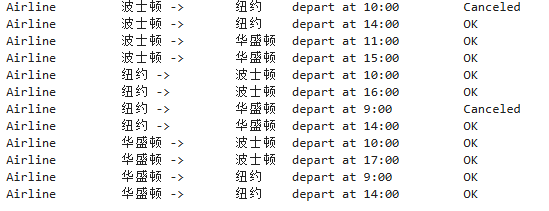 Airline 波士顿 -> 纽约 depart at 10:00 Canceled
Airline 波士顿 -> 纽约 depart at 14:00 OK
Airline 波士顿 -> 华盛顿 depart at 11:00 OK
Airline 波士顿 -> 华盛顿 depart at 15:00 OK
Airline 纽约 -> 波士顿 depart at 10:00 OK
Airline 纽约 -> 波士顿 depart at 16:00 OK
Airline 纽约 -> 华盛顿 depart at 9:00 Canceled
Airline 纽约 -> 华盛顿 depart at 14:00 OK
Airline 华盛顿 -> 波士顿 depart at 10:00 OK
Airline 华盛顿 -> 波士顿 depart at 17:00 OK
Airline 华盛顿 -> 纽约 depart at 9:00 OK
Airline 华盛顿 -> 纽约 depart at 14:00 OK